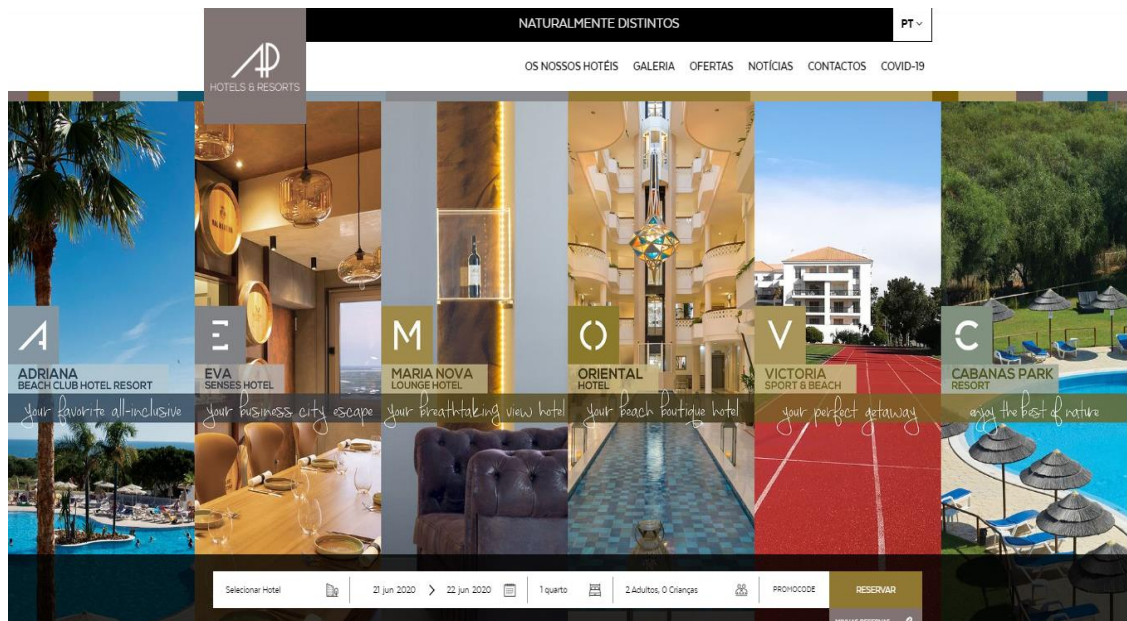 NATURALMENTE DISTINTOS
PT
AP
HOTELS & RESORTS
OS NOSSOS HOTÉIS GALERIA OFERTAS NOTÍCIAS CONTACTOS COVID-19
A
ADRIANA
BEACH CLUB HOTEL RESORT
your favorite all-inclusive
E
EVA
SENSES HOTEL
your business city escape
M
MARIA NOVA
LOUNGE HOTEL
your breathtaking view hotel
O
ORIENTAL
HOTEL
your beach boutique hotel
V
VICTORIA
SPORT & BEACH
your perfect getaway
C
CABANAS PARK
RESORT
enjoy the best of nature
Selecionar Hotel 21 jun 2020 > 22 jun 2020 1 quarto 2 Adultos, 0 Crianças PROMOCODE RESERVAR
MINHAS RESERVAS